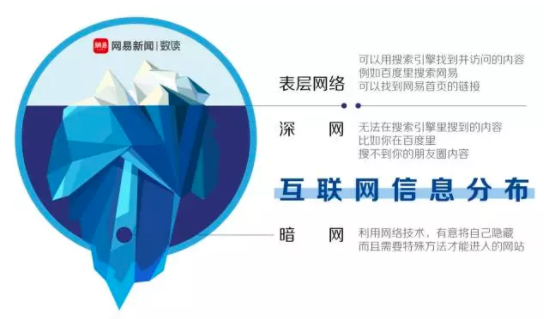 网易 网易新闻 | 数读
表层网络
可以用搜索引擎找到并访问的内容
例如百度里搜索网易
可以找到网易首页的链接
深网
无法在搜索引擎里搜到的内容
比如你在百度里
搜不到你的朋友圈内容
互联网信息分布
暗网
利用网络技术，有意将自己隐藏
而且需要特殊方法才能进入的网站